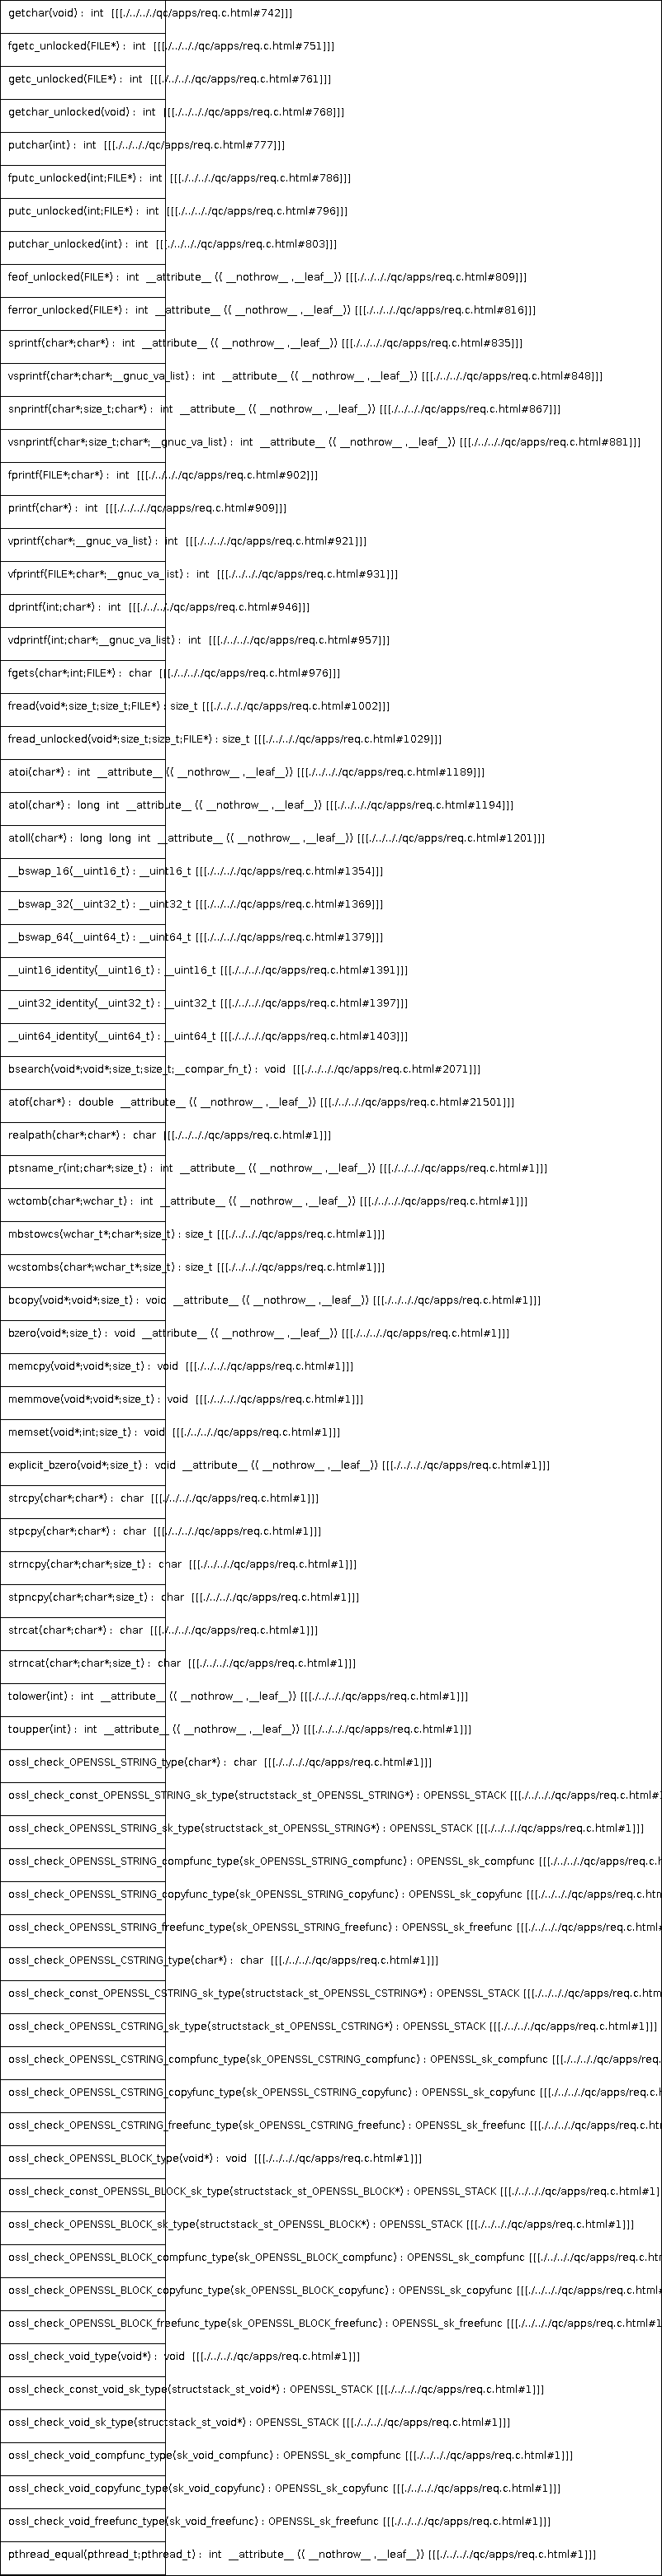 getchar(void) :  int  [[[./../././qc/apps/req.c.html#742]]]
fgetc_unlocked(FILE*) :  int  [[[./../././qc/apps/req.c.html#751]]]
getc_unlocked(FILE*) :  int  [[[./../././qc/apps/req.c.html#761]]]
getchar_unlocked(void) :  int  [[[./../././qc/apps/req.c.html#768]]]
putchar(int) :  int  [[[./../././qc/apps/req.c.html#777]]]
fputc_unlocked(int;FILE*) :  int  [[[./../././qc/apps/req.c.html#786]]]
putc_unlocked(int;FILE*) :  int  [[[./../././qc/apps/req.c.html#796]]]
putchar_unlocked(int) :  int  [[[./../././qc/apps/req.c.html#803]]]
feof_unlocked(FILE*) :  int  __attribute__ (( __nothrow__ ,__leaf__)) [[[./../././qc/apps/req.c.html#809]]]
ferror_unlocked(FILE*) :  int  __attribute__ (( __nothrow__ ,__leaf__)) [[[./../././qc/apps/req.c.html#816]]]
sprintf(char*;char*) :  int  __attribute__ (( __nothrow__ ,__leaf__)) [[[./../././qc/apps/req.c.html#835]]]
vsprintf(char*;char*;__gnuc_va_list) :  int  __attribute__ (( __nothrow__ ,__leaf__)) [[[./../././qc/apps/req.c.html#848]]]
snprintf(char*;size_t;char*) :  int  __attribute__ (( __nothrow__ ,__leaf__)) [[[./../././qc/apps/req.c.html#867]]]
vsnprintf(char*;size_t;char*;__gnuc_va_list) :  int  __attribute__ (( __nothrow__ ,__leaf__)) [[[./../././qc/apps/req.c.html#881]]]
fprintf(FILE*;char*) :  int  [[[./../././qc/apps/req.c.html#902]]]
printf(char*) :  int  [[[./../././qc/apps/req.c.html#909]]]
vprintf(char*;__gnuc_va_list) :  int  [[[./../././qc/apps/req.c.html#921]]]
vfprintf(FILE*;char*;__gnuc_va_list) :  int  [[[./../././qc/apps/req.c.html#931]]]
dprintf(int;char*) :  int  [[[./../././qc/apps/req.c.html#946]]]
vdprintf(int;char*;__gnuc_va_list) :  int  [[[./../././qc/apps/req.c.html#957]]]
fgets(char*;int;FILE*) :  char  [[[./../././qc/apps/req.c.html#976]]]
fread(void*;size_t;size_t;FILE*) : size_t [[[./../././qc/apps/req.c.html#1002]]]
fread_unlocked(void*;size_t;size_t;FILE*) : size_t [[[./../././qc/apps/req.c.html#1029]]]
atoi(char*) :  int  __attribute__ (( __nothrow__ ,__leaf__)) [[[./../././qc/apps/req.c.html#1189]]]
atol(char*) :  long  int  __attribute__ (( __nothrow__ ,__leaf__)) [[[./../././qc/apps/req.c.html#1194]]]
atoll(char*) :  long  long  int  __attribute__ (( __nothrow__ ,__leaf__)) [[[./../././qc/apps/req.c.html#1201]]]
__bswap_16(__uint16_t) : __uint16_t [[[./../././qc/apps/req.c.html#1354]]]
__bswap_32(__uint32_t) : __uint32_t [[[./../././qc/apps/req.c.html#1369]]]
__bswap_64(__uint64_t) : __uint64_t [[[./../././qc/apps/req.c.html#1379]]]
__uint16_identity(__uint16_t) : __uint16_t [[[./../././qc/apps/req.c.html#1391]]]
__uint32_identity(__uint32_t) : __uint32_t [[[./../././qc/apps/req.c.html#1397]]]
__uint64_identity(__uint64_t) : __uint64_t [[[./../././qc/apps/req.c.html#1403]]]
bsearch(void*;void*;size_t;size_t;__compar_fn_t) :  void  [[[./../././qc/apps/req.c.html#2071]]]
atof(char*) :  double  __attribute__ (( __nothrow__ ,__leaf__)) [[[./../././qc/apps/req.c.html#21501]]]
realpath(char*;char*) :  char  [[[./../././qc/apps/req.c.html#1]]]
ptsname_r(int;char*;size_t) :  int  __attribute__ (( __nothrow__ ,__leaf__)) [[[./../././qc/apps/req.c.html#1]]]
wctomb(char*;wchar_t) :  int  __attribute__ (( __nothrow__ ,__leaf__)) [[[./../././qc/apps/req.c.html#1]]]
mbstowcs(wchar_t*;char*;size_t) : size_t [[[./../././qc/apps/req.c.html#1]]]
wcstombs(char*;wchar_t*;size_t) : size_t [[[./../././qc/apps/req.c.html#1]]]
bcopy(void*;void*;size_t) :  void  __attribute__ (( __nothrow__ ,__leaf__)) [[[./../././qc/apps/req.c.html#1]]]
bzero(void*;size_t) :  void  __attribute__ (( __nothrow__ ,__leaf__)) [[[./../././qc/apps/req.c.html#1]]]
memcpy(void*;void*;size_t) :  void  [[[./../././qc/apps/req.c.html#1]]]
memmove(void*;void*;size_t) :  void  [[[./../././qc/apps/req.c.html#1]]]
memset(void*;int;size_t) :  void  [[[./../././qc/apps/req.c.html#1]]]
explicit_bzero(void*;size_t) :  void  __attribute__ (( __nothrow__ ,__leaf__)) [[[./../././qc/apps/req.c.html#1]]]
strcpy(char*;char*) :  char  [[[./../././qc/apps/req.c.html#1]]]
stpcpy(char*;char*) :  char  [[[./../././qc/apps/req.c.html#1]]]
strncpy(char*;char*;size_t) :  char  [[[./../././qc/apps/req.c.html#1]]]
stpncpy(char*;char*;size_t) :  char  [[[./../././qc/apps/req.c.html#1]]]
strcat(char*;char*) :  char  [[[./../././qc/apps/req.c.html#1]]]
strncat(char*;char*;size_t) :  char  [[[./../././qc/apps/req.c.html#1]]]
tolower(int) :  int  __attribute__ (( __nothrow__ ,__leaf__)) [[[./../././qc/apps/req.c.html#1]]]
toupper(int) :  int  __attribute__ (( __nothrow__ ,__leaf__)) [[[./../././qc/apps/req.c.html#1]]]
ossl_check_OPENSSL_STRING_type(char*) :  char  [[[./../././qc/apps/req.c.html#1]]]
ossl_check_const_OPENSSL_STRING_sk_type(structstack_st_OPENSSL_STRING*) : OPENSSL_STACK [[[./../././qc/apps/req.c.html#1
ossl_check_OPENSSL_STRING_sk_type(structstack_st_OPENSSL_STRING*) : OPENSSL_STACK [[[./../././qc/apps/req.c.html#1]]]
ossl_check_OPENSSL_STRING_compfunc_type(sk_OPENSSL_STRING_compfunc) : OPENSSL_sk_compfunc [[[./../././qc/apps/req.c.h
ossl_check_OPENSSL_STRING_copyfunc_type(sk_OPENSSL_STRING_copyfunc) : OPENSSL_sk_copyfunc [[[./../././qc/apps/req.c.htm
ossl_check_OPENSSL_STRING_freefunc_type(sk_OPENSSL_STRING_freefunc) : OPENSSL_sk_freefunc [[[./../././qc/apps/req.c.html#
ossl_check_OPENSSL_CSTRING_type(char*) :  char  [[[./../././qc/apps/req.c.html#1]]]
ossl_check_const_OPENSSL_CSTRING_sk_type(structstack_st_OPENSSL_CSTRING*) : OPENSSL_STACK [[[./../././qc/apps/req.c.htm
ossl_check_OPENSSL_CSTRING_sk_type(structstack_st_OPENSSL_CSTRING*) : OPENSSL_STACK [[[./../././qc/apps/req.c.html#1]]]
ossl_check_OPENSSL_CSTRING_compfunc_type(sk_OPENSSL_CSTRING_compfunc) : OPENSSL_sk_compfunc [[[./../././qc/apps/req.
ossl_check_OPENSSL_CSTRING_copyfunc_type(sk_OPENSSL_CSTRING_copyfunc) : OPENSSL_sk_copyfunc [[[./../././qc/apps/req.c.h
ossl_check_OPENSSL_CSTRING_freefunc_type(sk_OPENSSL_CSTRING_freefunc) : OPENSSL_sk_freefunc [[[./../././qc/apps/req.c.htm
ossl_check_OPENSSL_BLOCK_type(void*) :  void  [[[./../././qc/apps/req.c.html#1]]]
ossl_check_const_OPENSSL_BLOCK_sk_type(structstack_st_OPENSSL_BLOCK*) : OPENSSL_STACK [[[./../././qc/apps/req.c.html#1]
ossl_check_OPENSSL_BLOCK_sk_type(structstack_st_OPENSSL_BLOCK*) : OPENSSL_STACK [[[./../././qc/apps/req.c.html#1]]]
ossl_check_OPENSSL_BLOCK_compfunc_type(sk_OPENSSL_BLOCK_compfunc) : OPENSSL_sk_compfunc [[[./../././qc/apps/req.c.htm
ossl_check_OPENSSL_BLOCK_copyfunc_type(sk_OPENSSL_BLOCK_copyfunc) : OPENSSL_sk_copyfunc [[[./../././qc/apps/req.c.html#
ossl_check_OPENSSL_BLOCK_freefunc_type(sk_OPENSSL_BLOCK_freefunc) : OPENSSL_sk_freefunc [[[./../././qc/apps/req.c.html#1
ossl_check_void_type(void*) :  void  [[[./../././qc/apps/req.c.html#1]]]
ossl_check_const_void_sk_type(structstack_st_void*) : OPENSSL_STACK [[[./../././qc/apps/req.c.html#1]]]
ossl_check_void_sk_type(structstack_st_void*) : OPENSSL_STACK [[[./../././qc/apps/req.c.html#1]]]
ossl_check_void_compfunc_type(sk_void_compfunc) : OPENSSL_sk_compfunc [[[./../././qc/apps/req.c.html#1]]]
ossl_check_void_copyfunc_type(sk_void_copyfunc) : OPENSSL_sk_copyfunc [[[./../././qc/apps/req.c.html#1]]]
ossl_check_void_freefunc_type(sk_void_freefunc) : OPENSSL_sk_freefunc [[[./../././qc/apps/req.c.html#1]]]
pthread_equal(pthread_t;pthread_t) :  int  __attribute__ (( __nothrow__ ,__leaf__)) [[[./../././qc/apps/req.c.html#1]]]